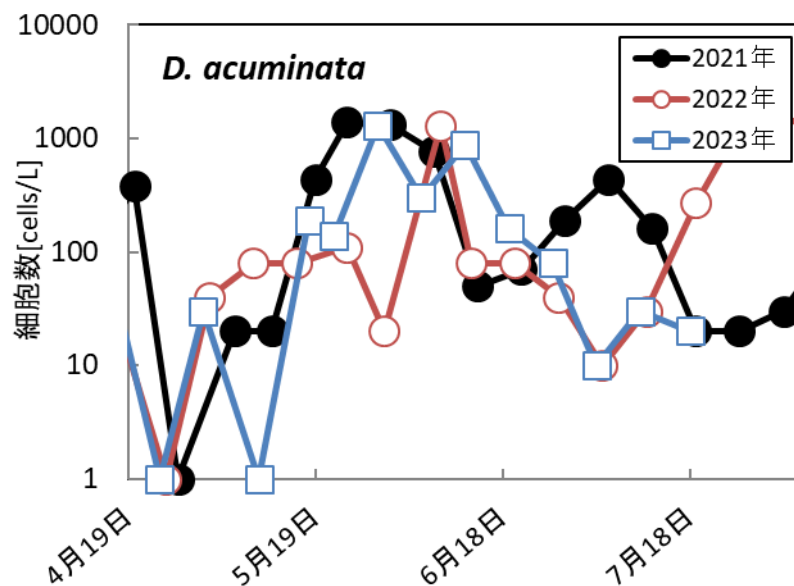 10000
1000
100
10
1
細胞数[cells/L]
D. acuminata
2021年
2022年
2023年
4月19日
5月19日
6月18日
7月18日